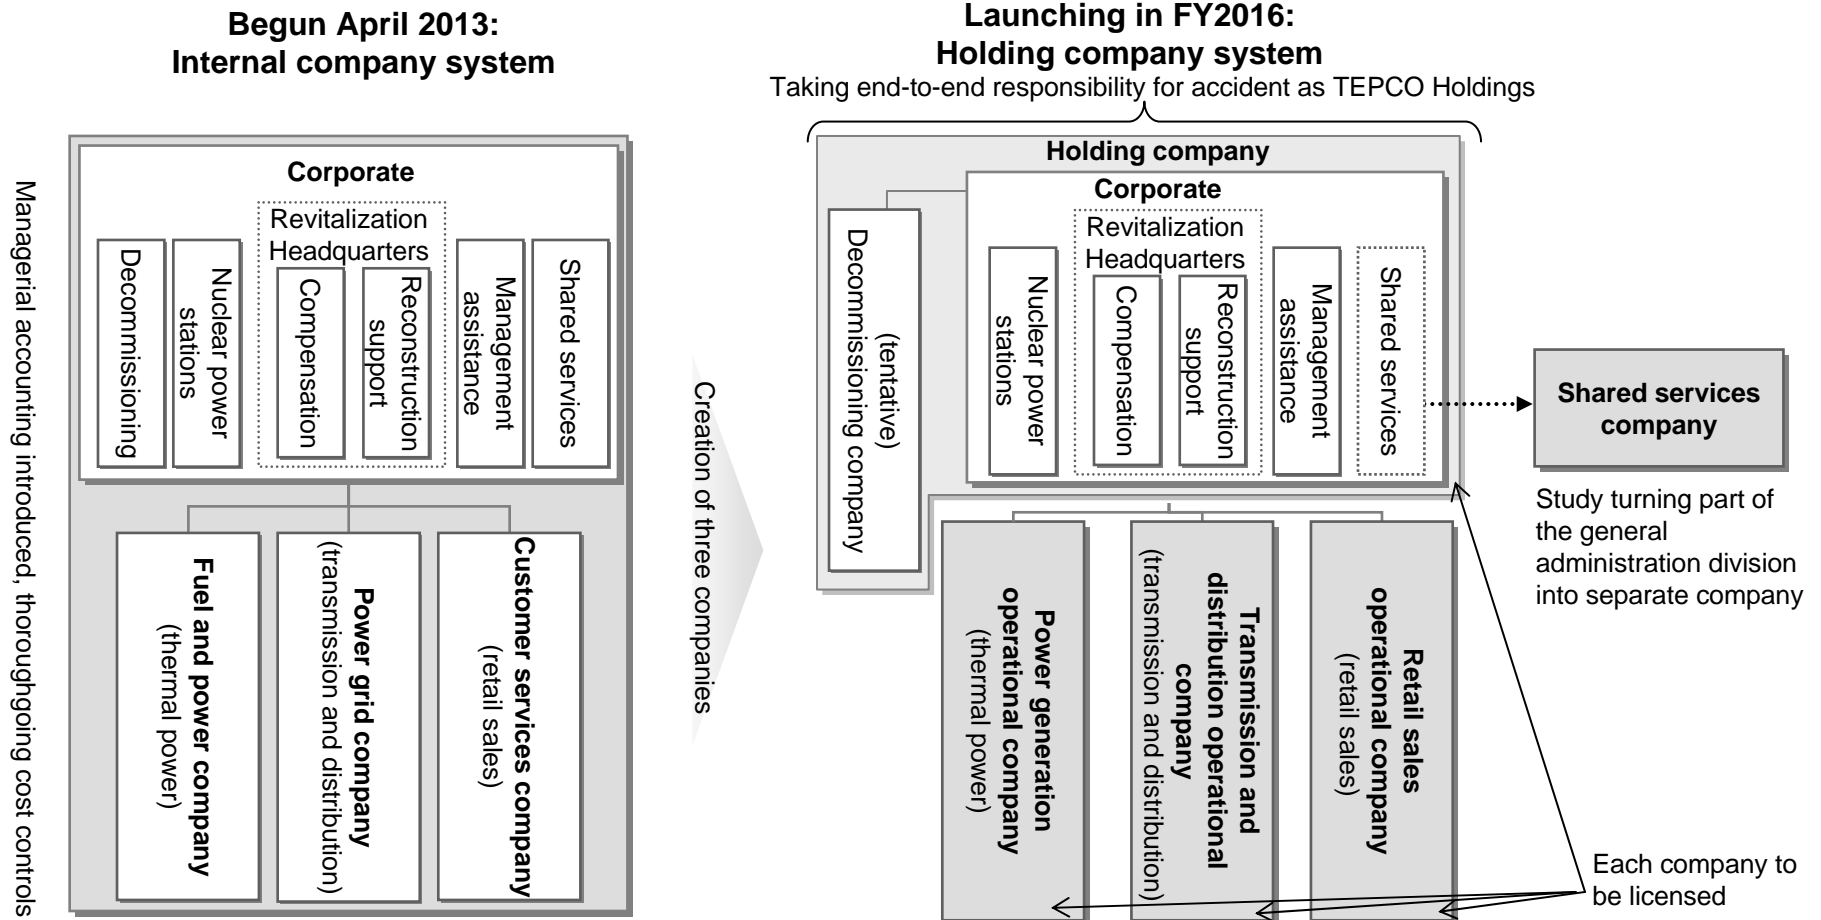 Begun April 2013:
Internal company system
Managerial accounting introduced, thoroughgoing cost controls
Corporate
Decommissioning
Nuclear power
stations
Revitalization
Headquarters
Compensation
Reconstruction
support
Management
assistance
Shared services
Fuel and power company
(thermal power)
Power grid company
(transmission and distribution)
Customer services company
(retail sales)
Creation of three companies
Launching in FY2016:
Holding company system
Taking end-to-end responsibility for accident as TEPCO Holdings
Holding company
Decommissioning company
(tentative)
Corporate
Nuclear power
stations
Revitalization
Headquarters
Compensation
Reconstruction
support
Management
assistance
Shared services
Shared services
company
Study turning part of
the general
administration division
into separate company
Power generation
operational company
(thermal power)
Transmission and
distribution operational
company
(transmission and distribution)
Retail sales
operational company
(retail sales)
Each company to
be licensed